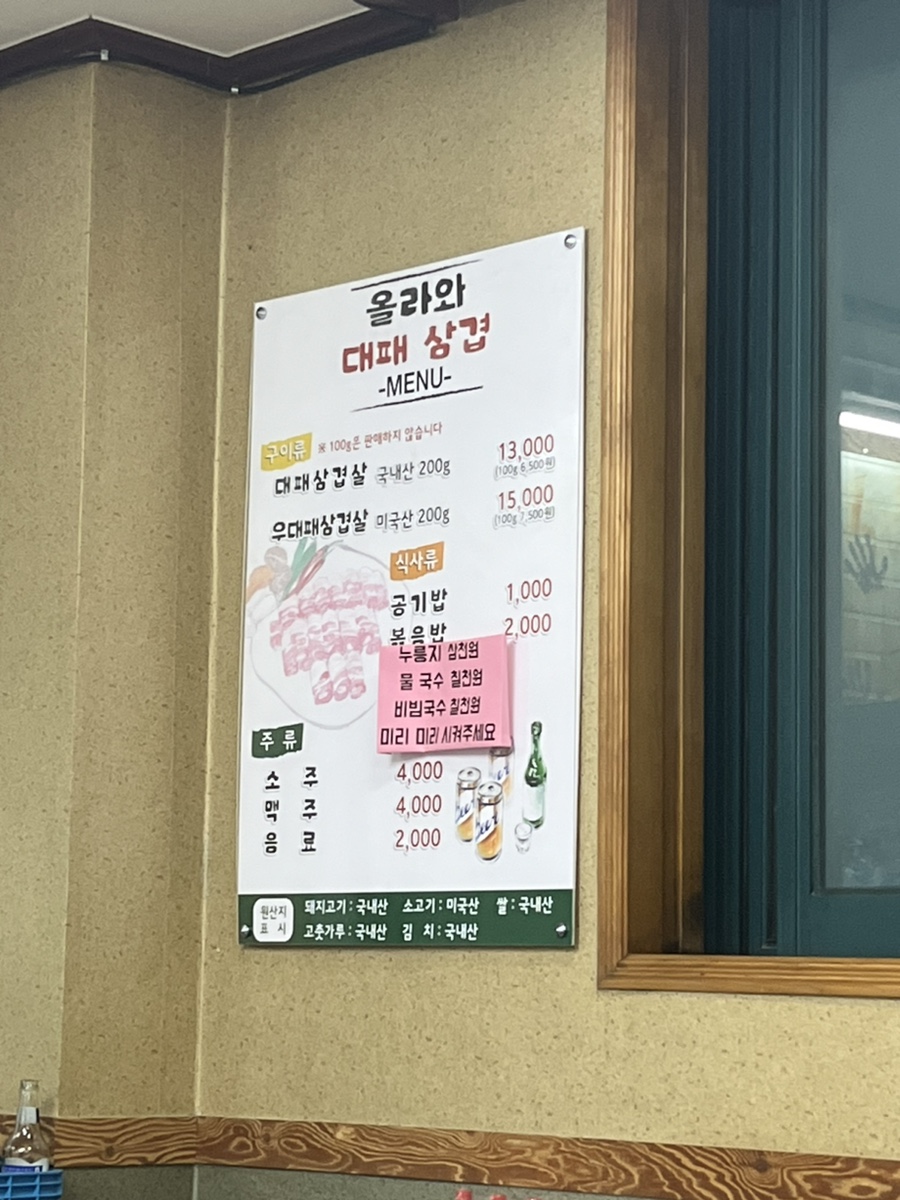 올라와
대패 삼겹
-MENU-
구이류 ※ 100g은 판매하지 않습니다
대패삼겹살 국내산 200g 13,000
(100g 6,500원)
우대패삼겹살 미국산 200g 15,000
(100g 7,500원)
식사류
공기밥 1,000
볶음밥 2,000
누룽지 삼천원
물 국수 칠천원
비빔국수 칠천원
미리 미리 시켜주세요
주 류
소 주 4,000
맥 주 4,000
음 료 2,000
원산지
표 시
돼지고기 : 국내산 소고기 : 미국산 쌀 : 국내산
고춧가루 : 국내산 김 치 : 국내산